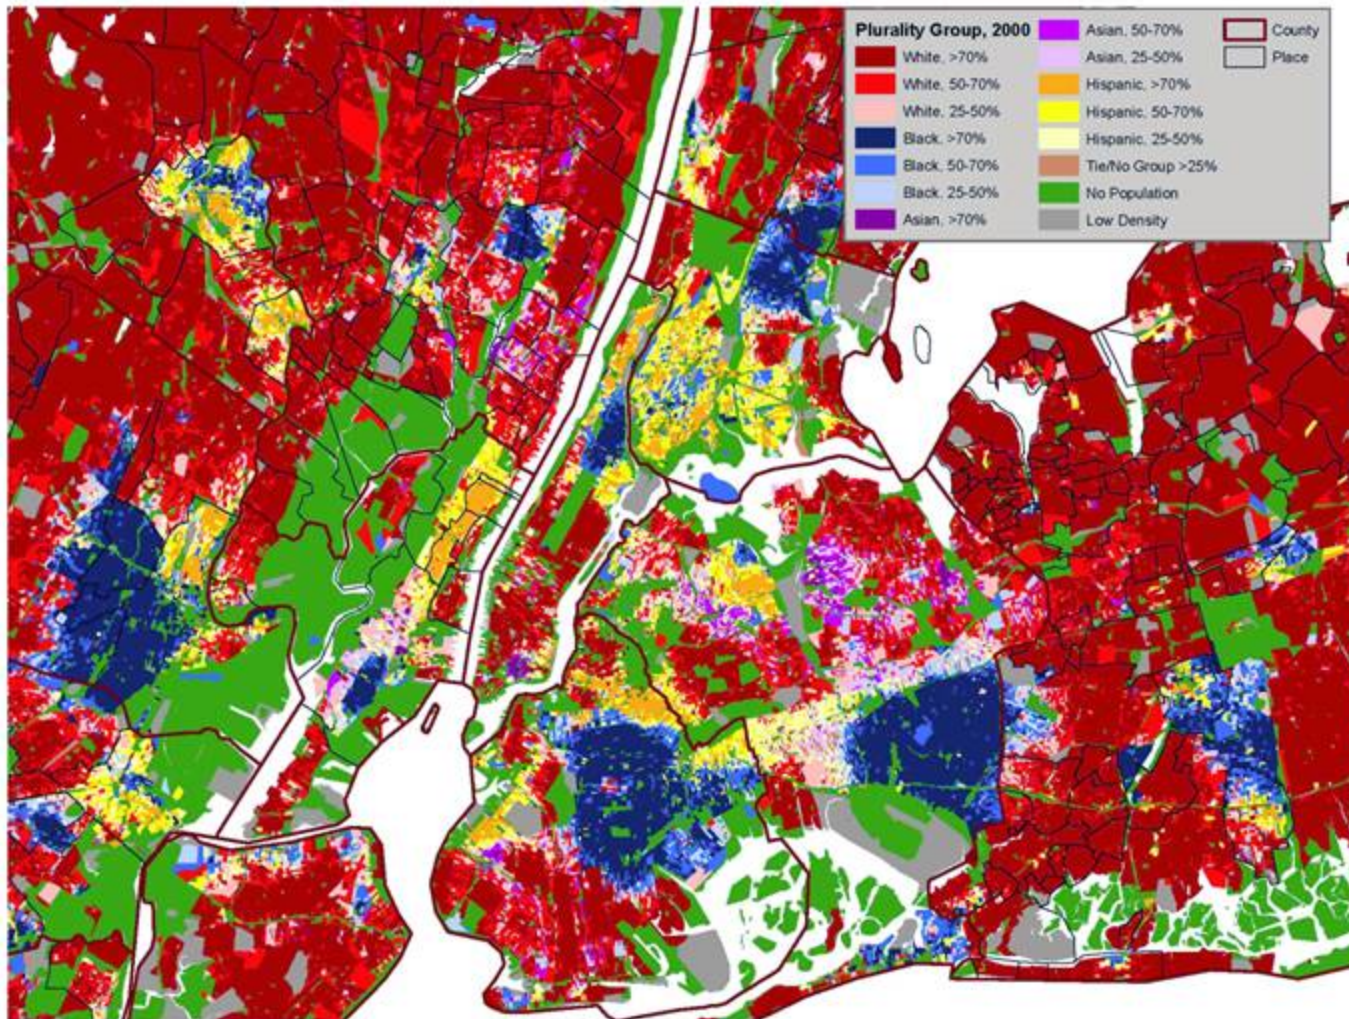 Plurality Group, 2000
White, >70%
White, 50-70%
White, 25-50%
Black, >70%
Black, 50-70%
Black, 25-50%
Asian, >70%
Asian, 50-70%
Asian, 25-50%
Hispanic, >70%
Hispanic, 50-70%
Hispanic, 25-50%
Tie/No Group >25%
No Population
Low Density
County
Place